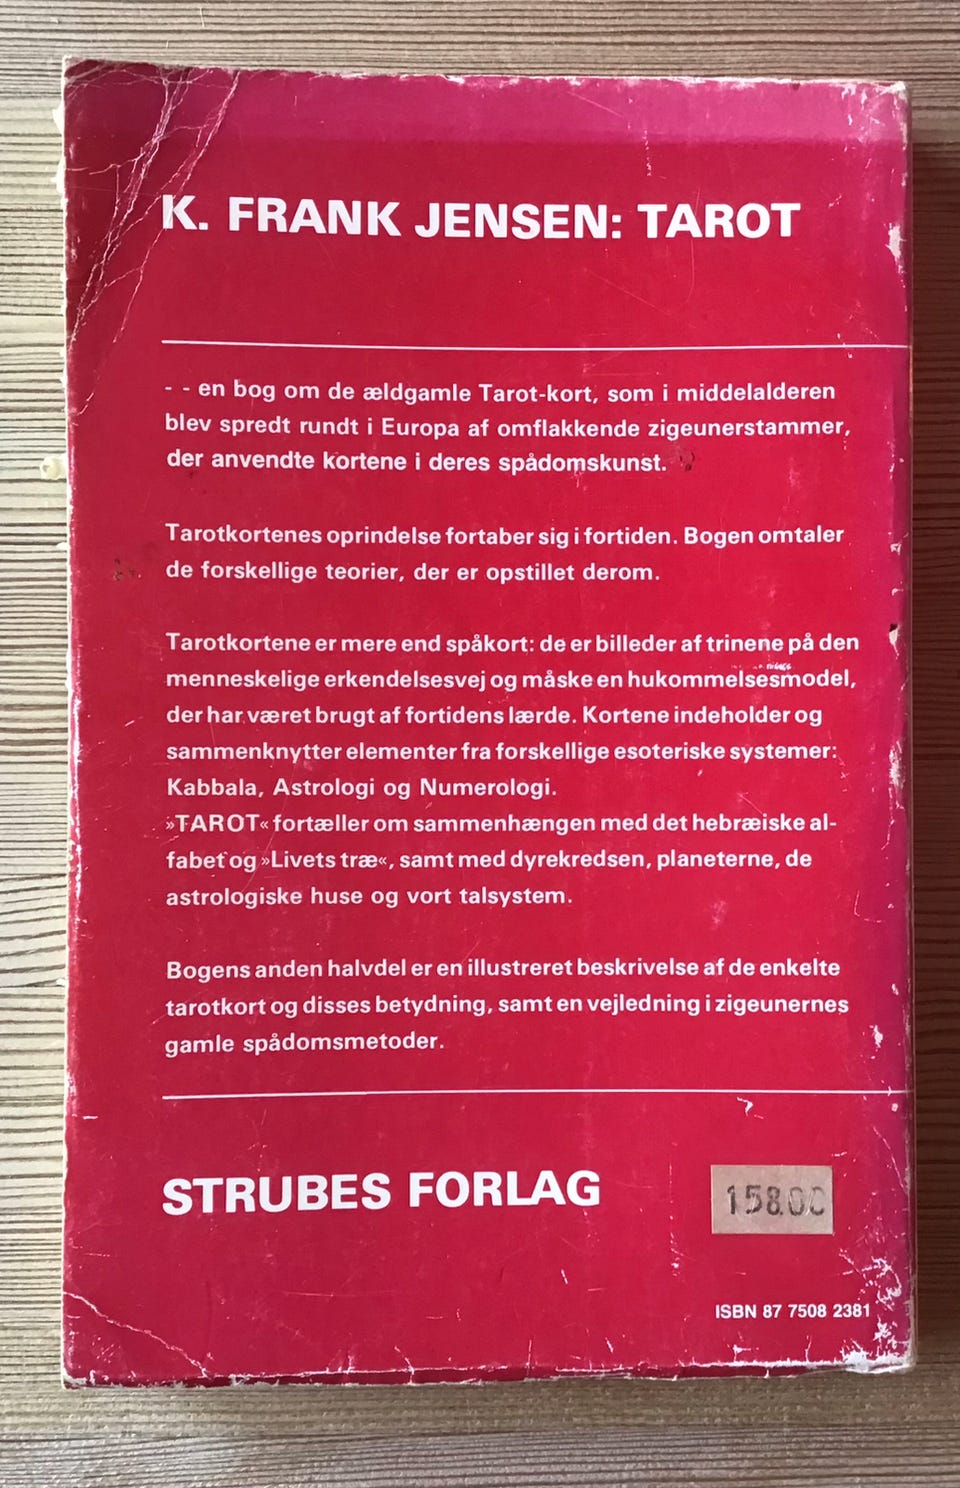 K. FRANK JENSEN: TAROT
- - en bog om de ældgamle Tarot-kort, som i middelalderen
blev spredt rundt i Europa af omflakkende zigeunerstammer,
der anvendte kortene i deres spådomskunst.
Tarotkortenes oprindelse fortaber sig i fortiden. Bogen omtaler
de forskellige teorier, der er opstillet derom.
Tarotkortene er mere end spåkort: de er billeder af trinene på den
menneskelige erkendelsesvej og måske en hukommelsesmodel,
der har været brugt af fortidens lærde. Kortene indeholder og
sammenknytter elementer fra forskellige esoteriske systemer:
Kabbala, Astrologi og Numerologi.
»TAROT« fortæller om sammenhængen med det hebræiske al-
fabet og »Livets træ«, samt med dyrekredsen, planeterne, de
astrologiske huse og vort talsystem.
Bogens anden halvdel er en illustreret beskrivelse af de enkelte
tarotkort og disses betydning, samt en vejledning i zigeunernes
gamle spådomsmetoder.
STRUBES FORLAG
158.00
ISBN 87 7508 2381